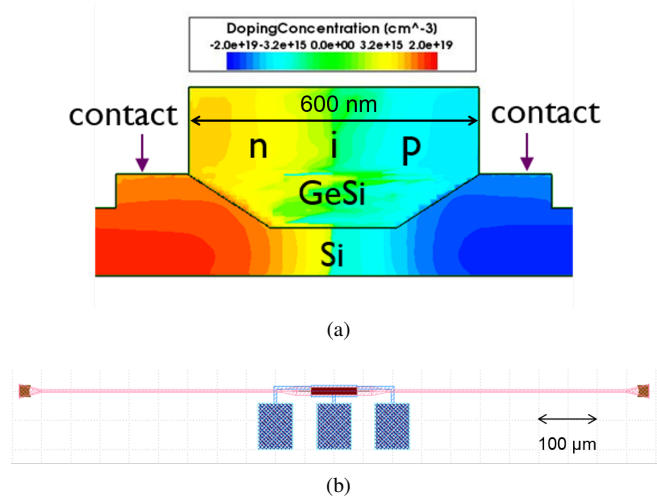 DopingConcentration (cm^-3)
-2.0e+19 -3.2e+15 0.0e+00 3.2e+15 2.0e+19
600 nm
contact
contact
n i p
GeSi
Si
(a)
100 µm
(b)